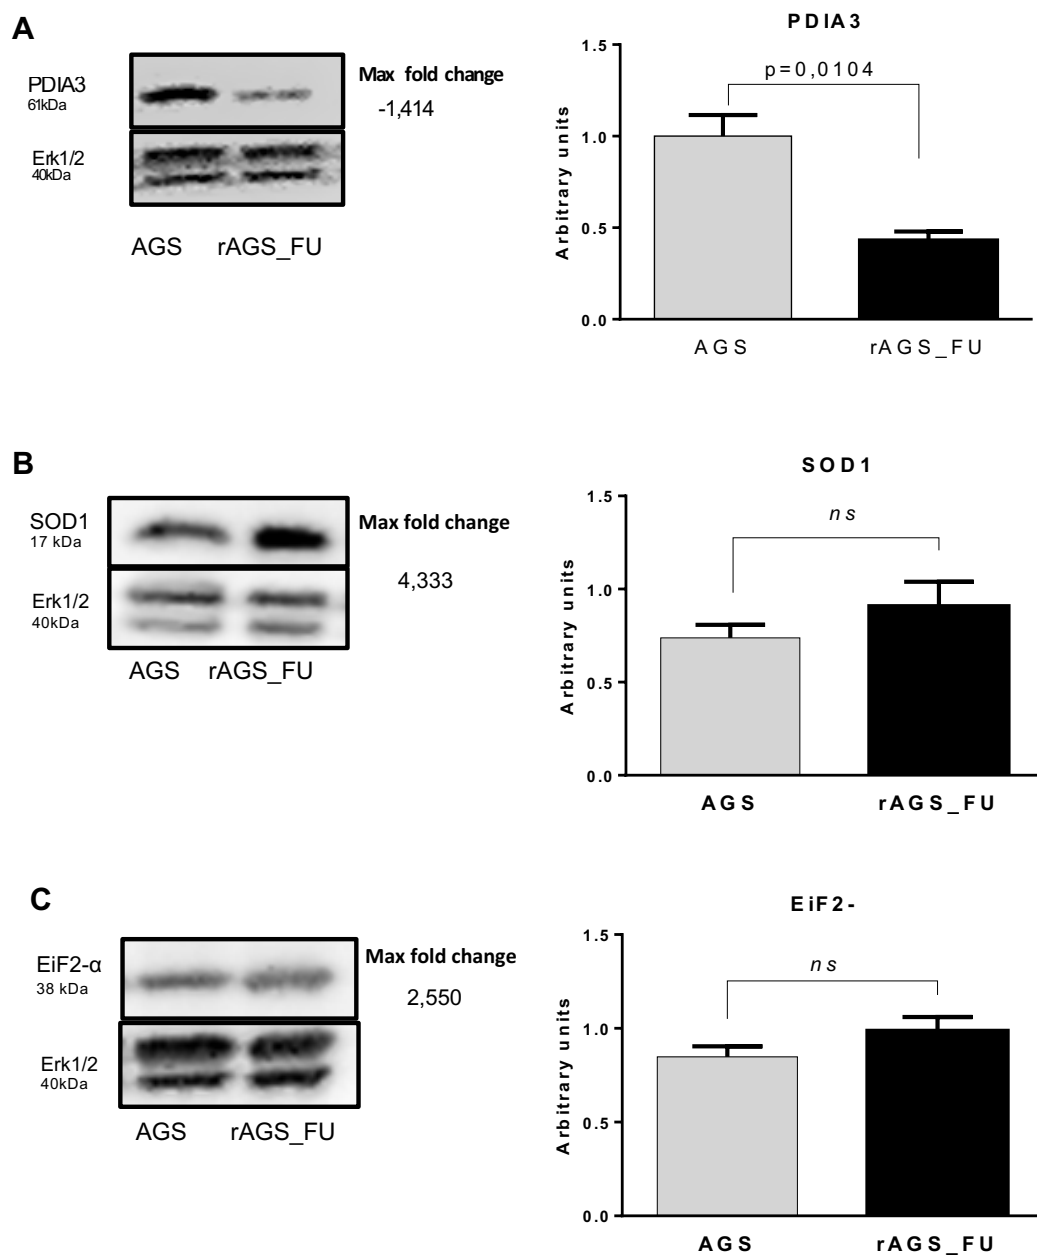 A
PDIA3
61kDa
Erk1/2
40kDa
AGS rAGS_FU
Max fold change
-1,414
PDIA3
1.5
1.0
0.5
0.0
Arbitrary units
p=0,0104
AGS rAGS_FU
B
SOD1
17 kDa
Erk1/2
40kDa
AGS rAGS_FU
Max fold change
4,333
SOD1
1.5
1.0
0.5
0.0
Arbitrary units
ns
AGS rAGS_FU
C
EiF2-α
38 kDa
Erk1/2
40kDa
AGS rAGS_FU
Max fold change
2,550
EiF2-
1.5
1.0
0.5
0.0
Arbitrary units
ns
AGS rAGS_FU